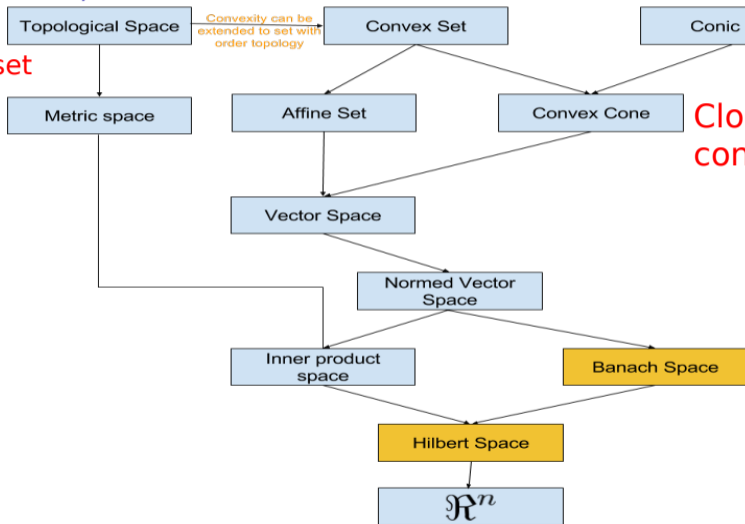 Topological Space
Convexity can be
extended to set with
order topology
Convex Set
Conic
set
Metric space
Affine Set
Convex Cone
Clo
con
Vector Space
Normed Vector
Space
Inner product
space
Banach Space
Hilbert Space
ℜⁿ